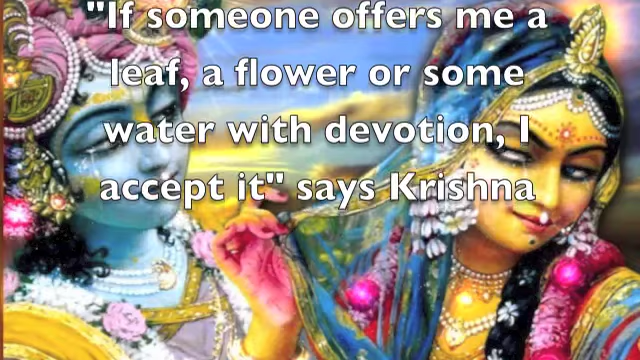 "If someone offers me a
leaf, a flower or some
water with devotion, I
accept it" says Krishna